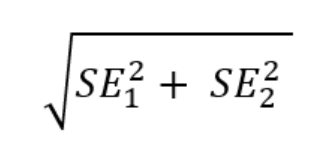 √(SE₁² + SE₂²)